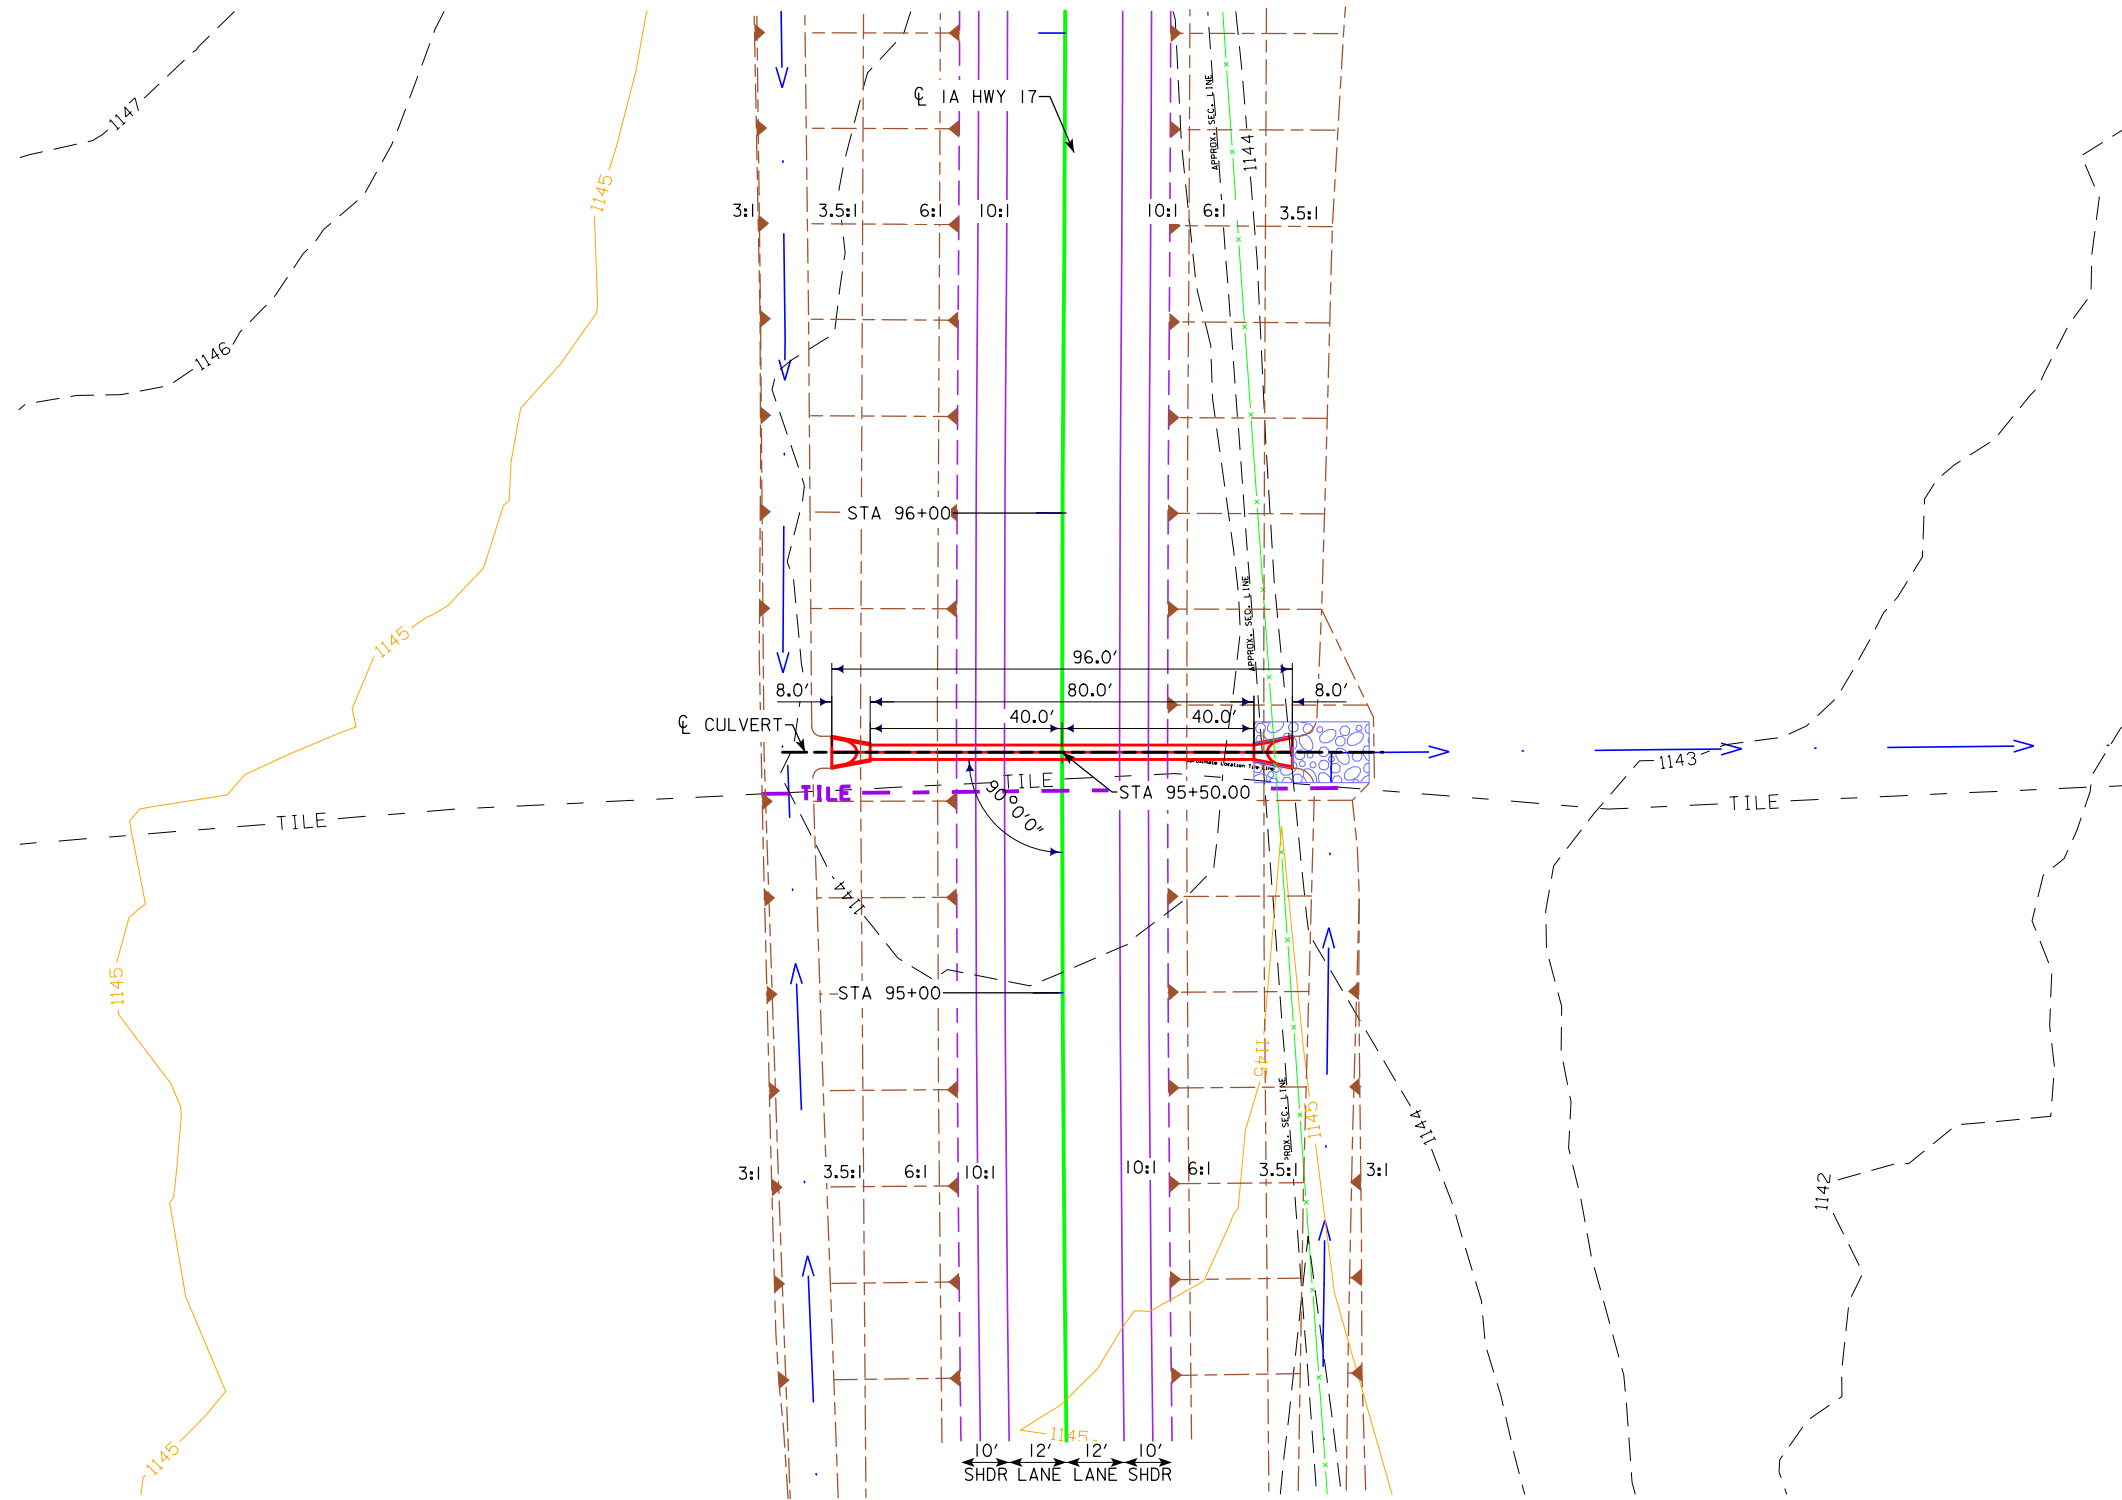 1147
℄ IA HWY 17
APPROX. SEC. LINE
1144
1145
3:1 3.5:1 6:1 10:1 10:1 6:1 3.5:1
1146
STA 96+00
APPROX. SEC. LINE
1145
96.0'
8.0' 80.0' 8.0'
℄ CULVERT 40.0' 40.0'
1143
TILE
TILE STA 95+50.00 TILE
TILE
90°0'0"
1144
1145
STA 95+00
1145
1145
PROX. SEC. LINE
1144
3:1 3.5:1 6:1 10:1 10:1 6:1 3.5:1 3:1
1142
1145
1145
10' 12' 12' 10'
SHDR LANE LANE SHDR